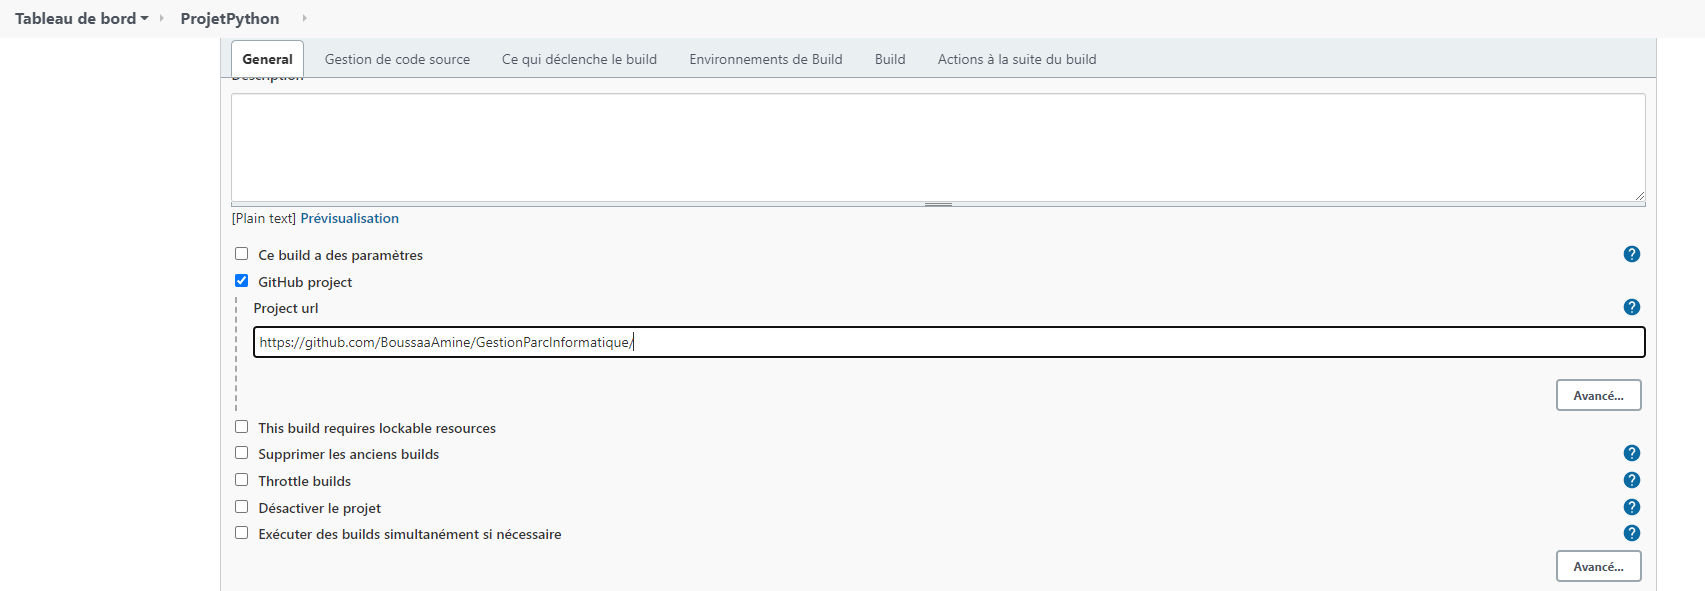 Tableau de bord ProjetPython
General Gestion de code source Ce qui déclenche le build Environnements de Build Build Actions à la suite du build
Description
[Plain text] Prévisualisation
Ce build a des paramètres ?
GitHub project
Project url ?
https://github.com/BoussaaAmine/GestionParcInformatique/
Avancé...
This build requires lockable resources
Supprimer les anciens builds ?
Throttle builds ?
Désactiver le projet ?
Exécuter des builds simultanément si nécessaire ?
Avancé...